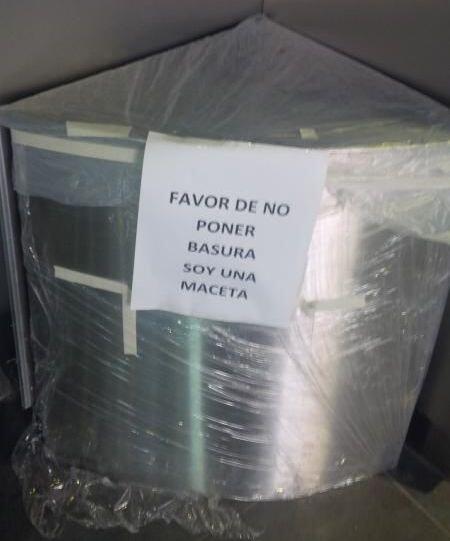 FAVOR DE NO
PONER
BASURA
SOY UNA
MACETA